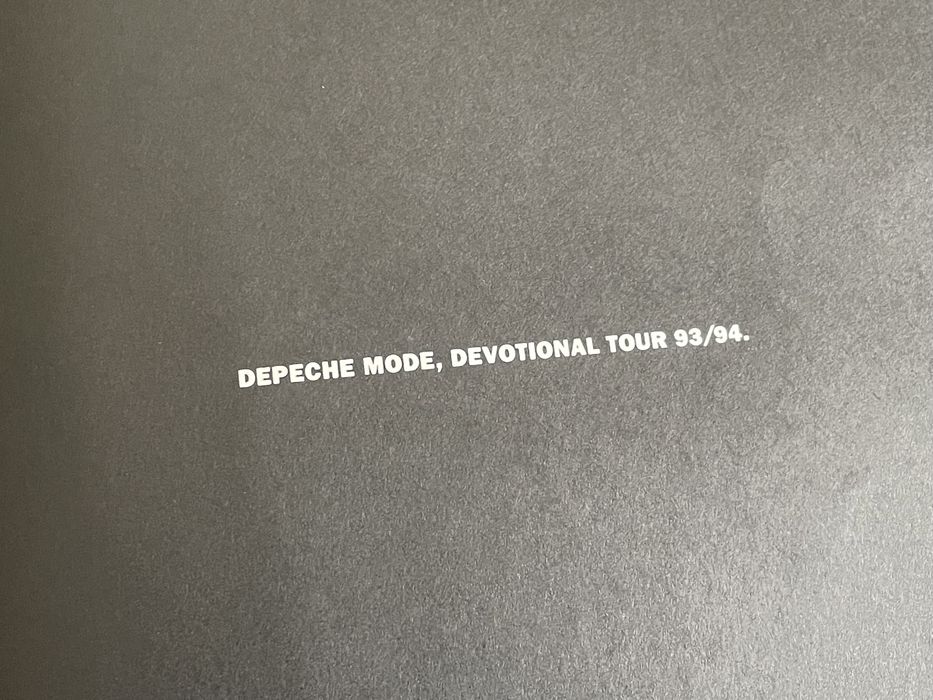 DEPECHE MODE, DEVOTIONAL TOUR 93/94.